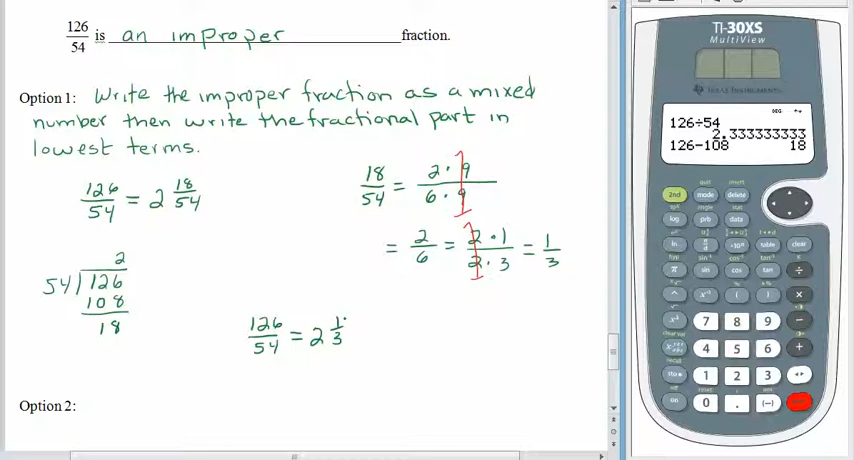 126/54 is an improper fraction.
Option 1: Write the improper fraction as a mixed
number then write the fractional part in
lowest terms.
126/54 = 2 18/54
18/54 = 2 · 9 / 6 · 9
= 2/6 = 2 · 1 / 2 · 3 = 1/3
2
54) 126
108
18
126/54 = 2 1/3
Option 2:
TI-30XS
MultiView
TEXAS INSTRUMENTS
DEG
126÷54
2.333333333
126-108
18
2nd
mode
delete
log
prb
data
ln
n/d
×10ⁿ
table
clear
π
sin
cos
tan
÷
^
x⁻¹
(
)
×
x²
7
8
9
−
4
5
6
+
sto▸
1
2
3
on
0
.
(−)